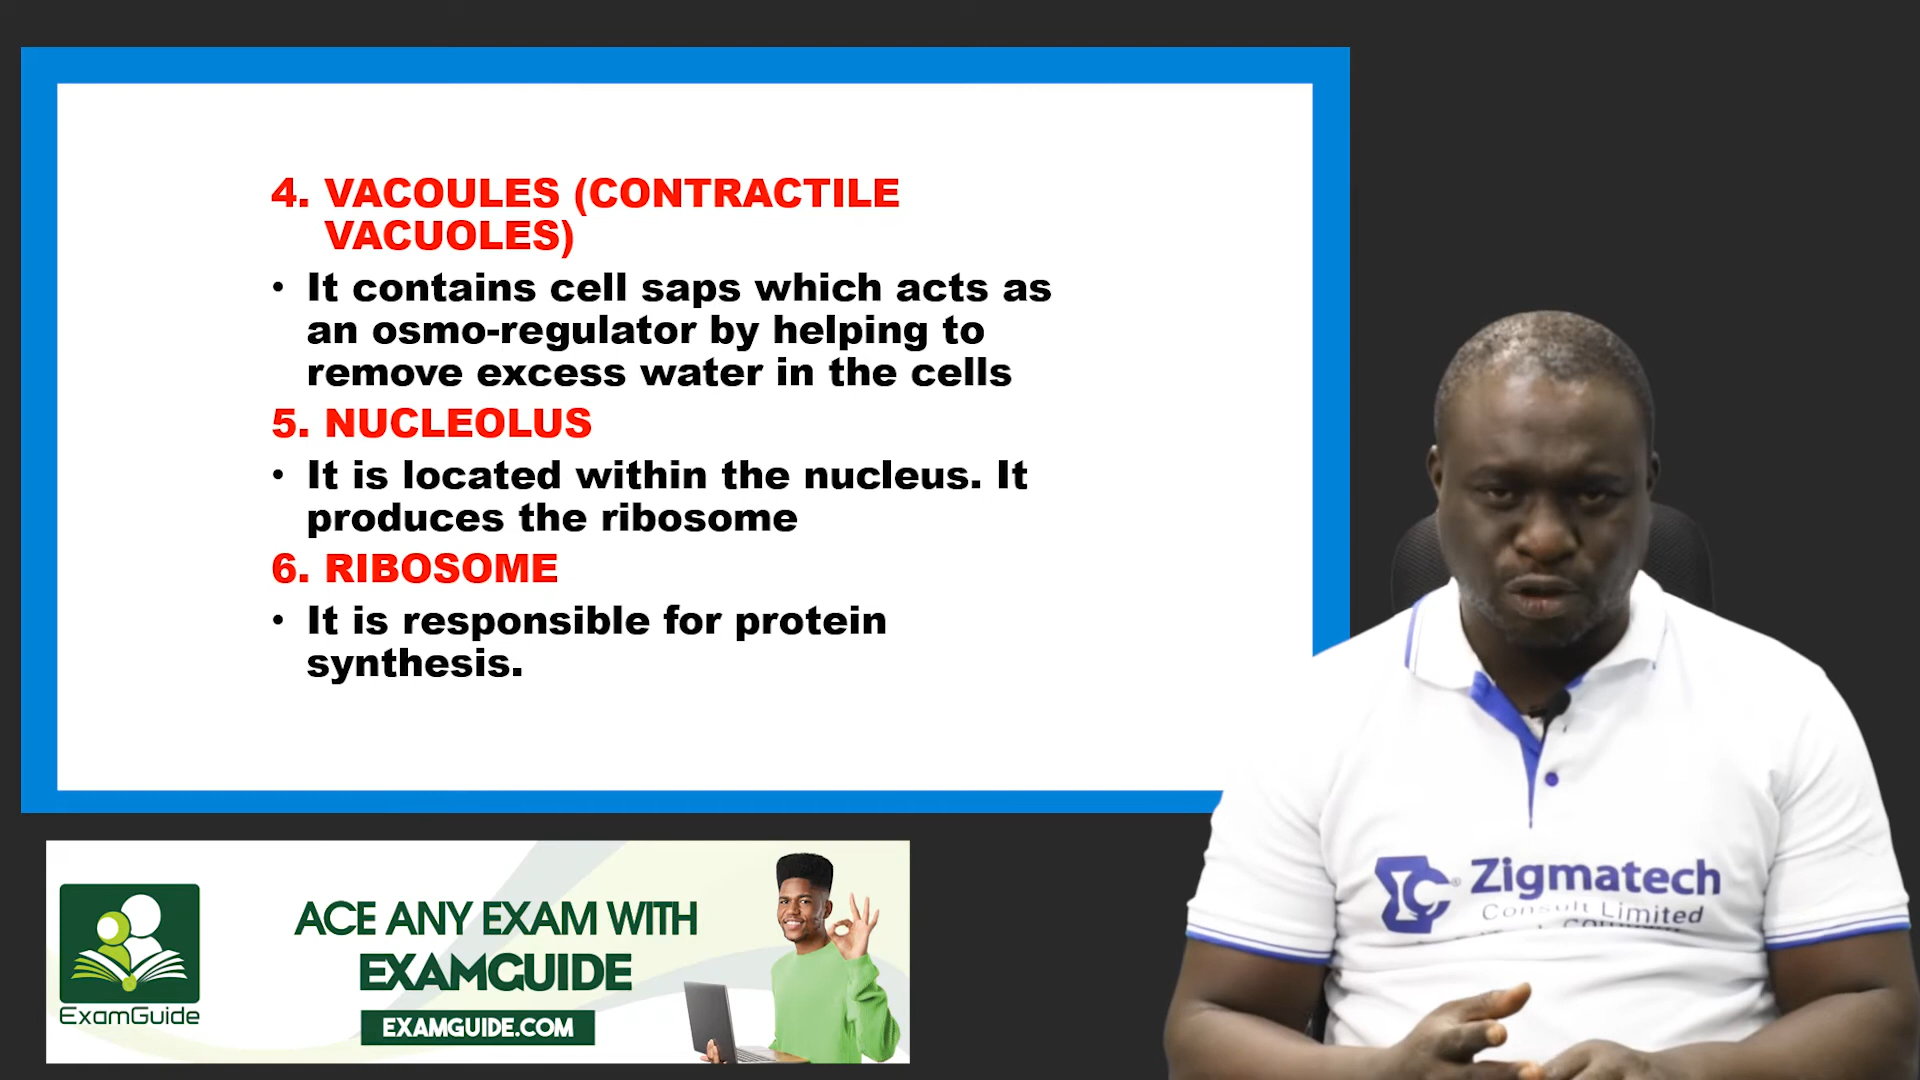 4. VACOULES (CONTRACTILE
VACUOLES)
• It contains cell saps which acts as
an osmo-regulator by helping to
remove excess water in the cells
5. NUCLEOLUS
• It is located within the nucleus. It
produces the ribosome
6. RIBOSOME
• It is responsible for protein
synthesis.
ExamGuide
ACE ANY EXAM WITH
EXAMGUIDE
EXAMGUIDE.COM
Zigmatech
Consult Limited